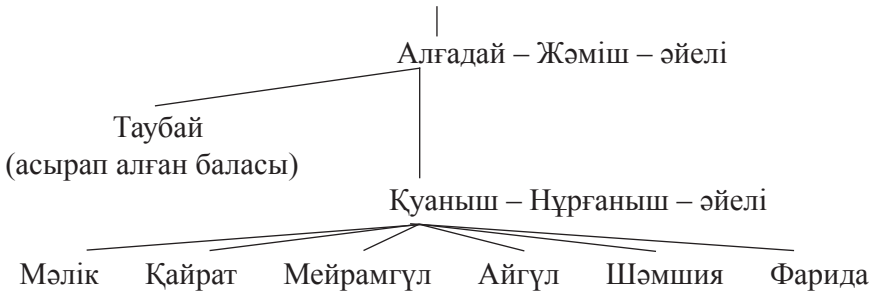 Алғадай – Жәміш – әйелі
Таубай
(асырап алған баласы)
Қуаныш – Нұрғаныш – әйелі
Мәлік Қайрат Мейрамгүл Айгүл Шәмшия Фарида